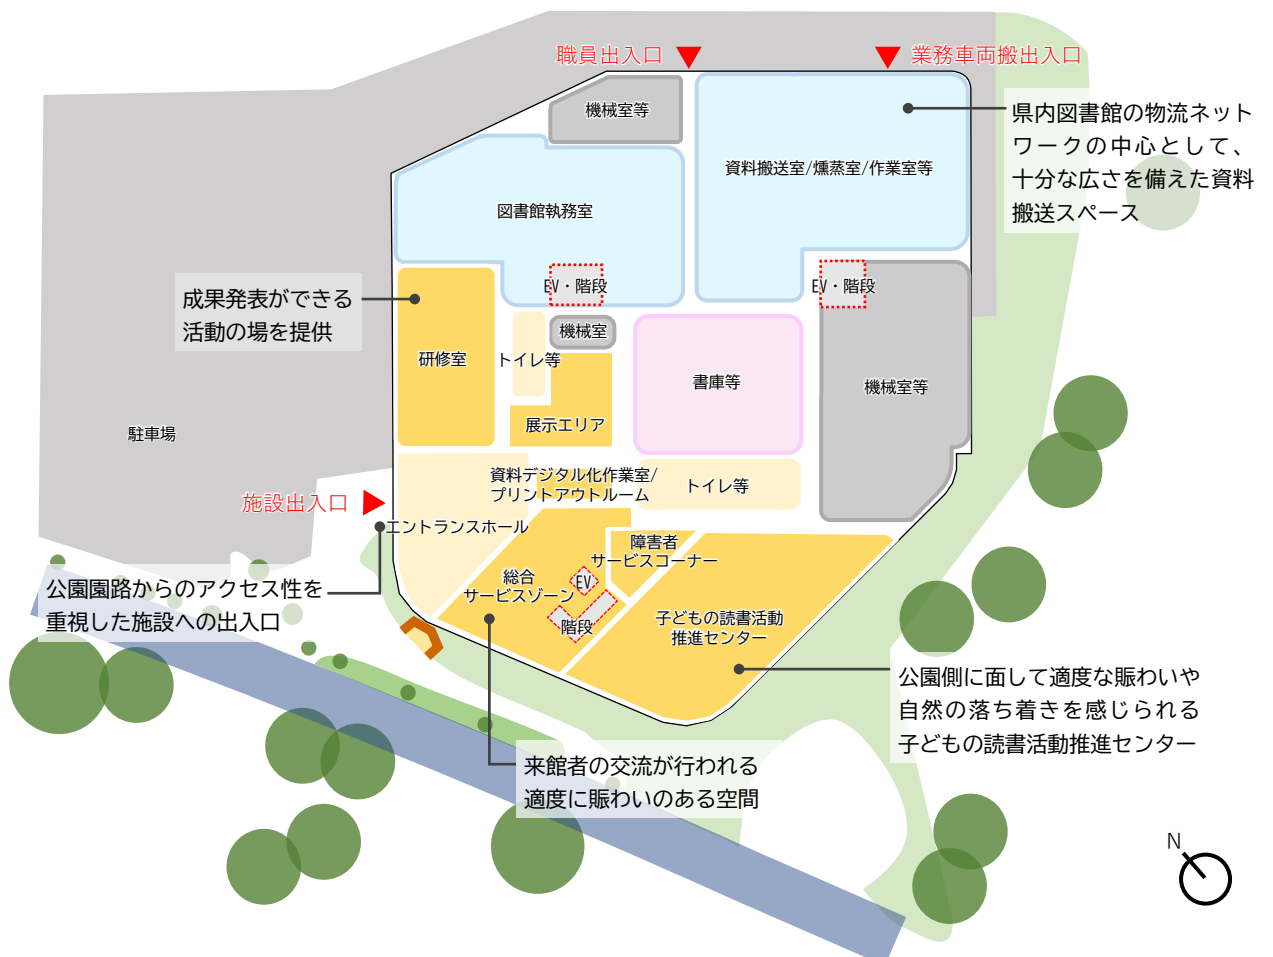 職員出入口
業務車両搬出入口
機械室等
県内図書館の物流ネット
ワークの中心として、
十分な広さを備えた資料
搬送スペース
資料搬送室/燻蒸室/作業室等
図書館執務室
EV・階段
EV・階段
成果発表ができる
活動の場を提供
機械室
研修室
トイレ等
書庫等
機械室等
展示エリア
駐車場
資料デジタル化作業室/
プリントアウトルーム
トイレ等
施設出入口
エントランスホール
障害者
サービスコーナー
総合
サービスゾーン
EV
階段
公園園路からのアクセス性を
重視した施設への出入口
子どもの読書活動
推進センター
公園側に面して適度な賑わいや
自然の落ち着きを感じられる
子どもの読書活動推進センター
来館者の交流が行われる
適度に賑わいのある空間
N